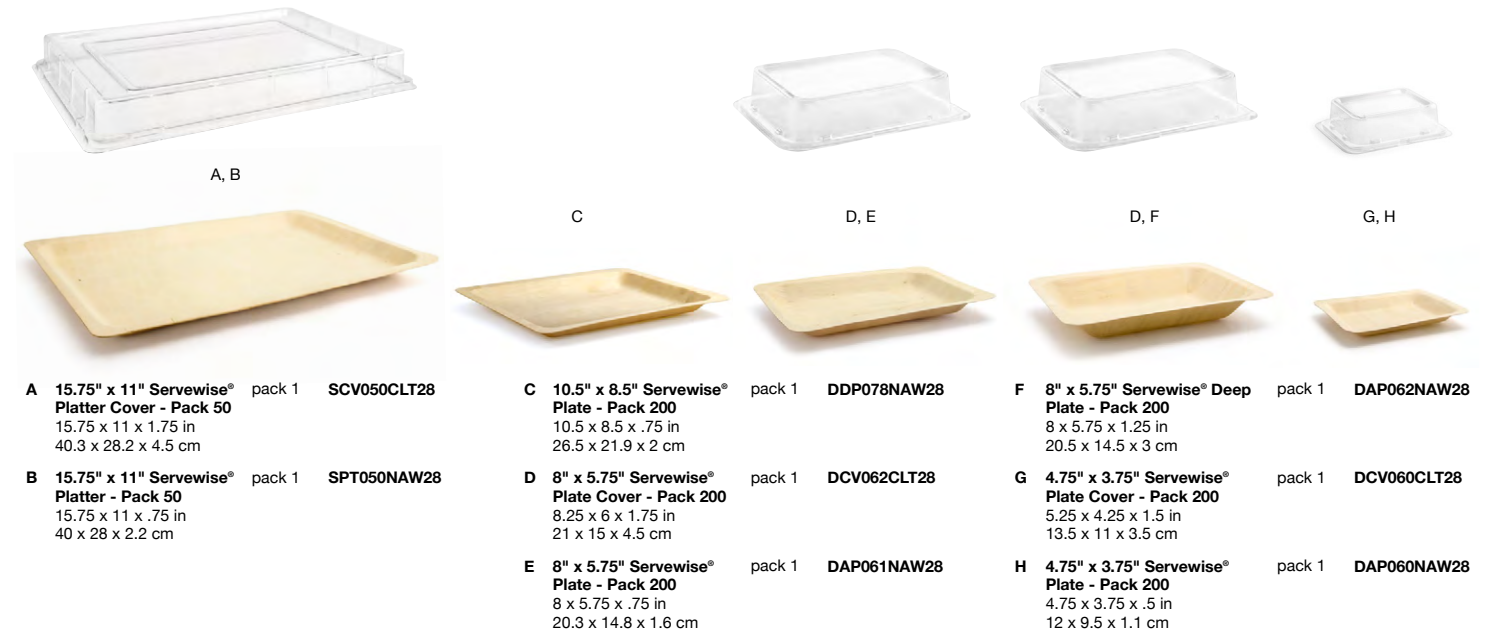 A, B
C
D, E
D, F
G, H
A 15.75" x 11" Servewise® pack 1 SCV050CLT28
Platter Cover - Pack 50
15.75 x 11 x 1.75 in
40.3 x 28.2 x 4.5 cm
B 15.75" x 11" Servewise® pack 1 SPT050NAW28
Platter - Pack 50
15.75 x 11 x .75 in
40 x 28 x 2.2 cm
C 10.5" x 8.5" Servewise® pack 1 DDP078NAW28
Plate - Pack 200
10.5 x 8.5 x .75 in
26.5 x 21.9 x 2 cm
D 8" x 5.75" Servewise® pack 1 DCV062CLT28
Plate Cover - Pack 200
8.25 x 6 x 1.75 in
21 x 15 x 4.5 cm
E 8" x 5.75" Servewise® pack 1 DAP061NAW28
Plate - Pack 200
8 x 5.75 x .75 in
20.3 x 14.8 x 1.6 cm
F 8" x 5.75" Servewise® Deep pack 1 DAP062NAW28
Plate - Pack 200
8 x 5.75 x 1.25 in
20.5 x 14.5 x 3 cm
G 4.75" x 3.75" Servewise® pack 1 DCV060CLT28
Plate Cover - Pack 200
5.25 x 4.25 x 1.5 in
13.5 x 11 x 3.5 cm
H 4.75" x 3.75" Servewise® pack 1 DAP060NAW28
Plate - Pack 200
4.75 x 3.75 x .5 in
12 x 9.5 x 1.1 cm